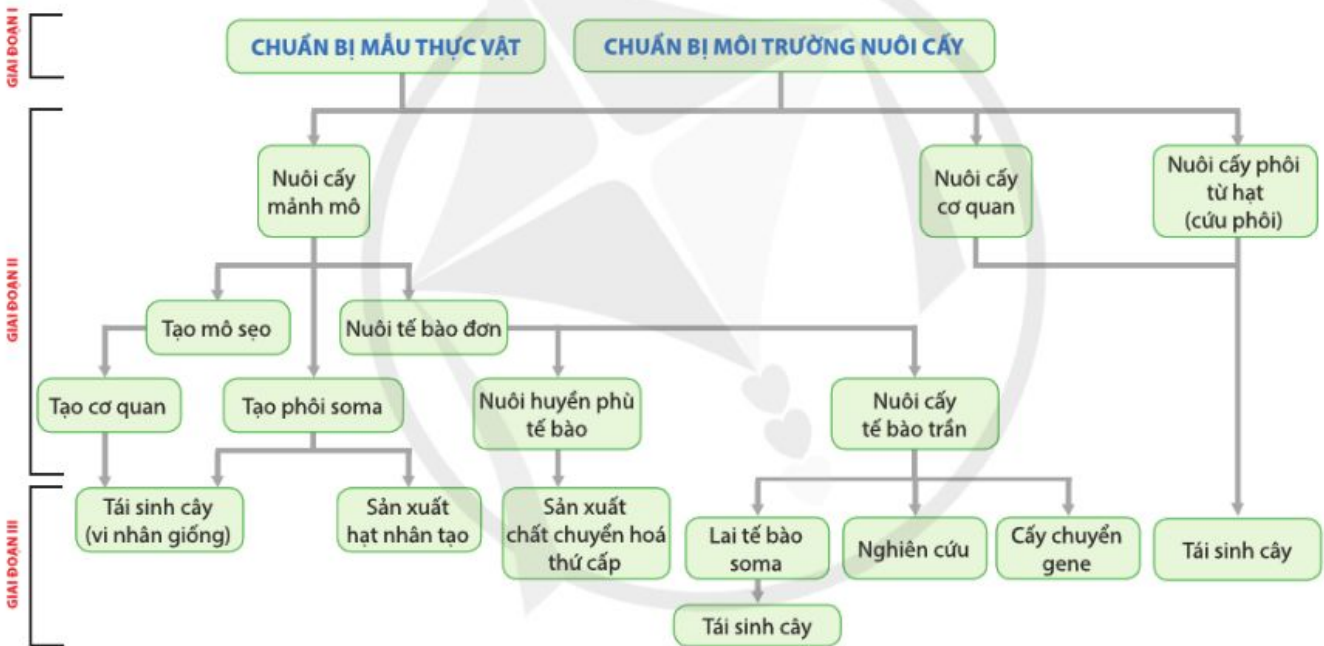 GIAI ĐOẠN I
CHUẨN BỊ MẪU THỰC VẬT
CHUẨN BỊ MÔI TRƯỜNG NUÔI CẤY
GIAI ĐOẠN II
Nuôi cấy
mảnh mô
Nuôi cấy
cơ quan
Nuôi cấy phôi
từ hạt
(cứu phôi)
Tạo mô sẹo
Nuôi tế bào đơn
Tạo cơ quan
Tạo phôi soma
Nuôi huyền phù
tế bào
Nuôi cấy
tế bào trần
GIAI ĐOẠN III
Tái sinh cây
(vi nhân giống)
Sản xuất
hạt nhân tạo
Sản xuất
chất chuyển hoá
thứ cấp
Lai tế bào
soma
Nghiên cứu
Cấy chuyển
gene
Tái sinh cây
Tái sinh cây